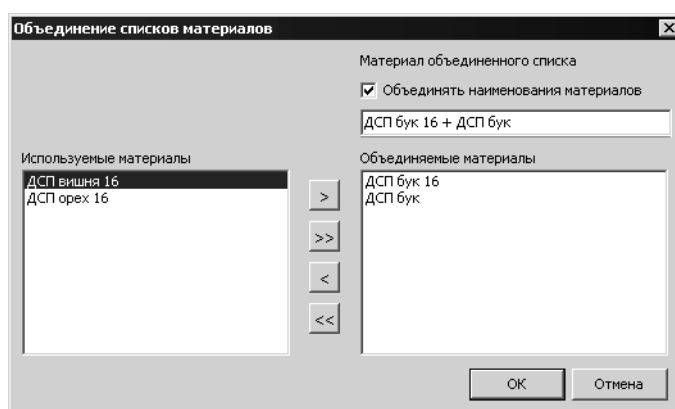 Объединение списков материалов
Материал объединенного списка
Объединять наименования материалов
ДСП бук 16 + ДСП бук
Используемые материалы
ДСП вишня 16
ДСП орех 16
>
>>
<
<<
Объединяемые материалы
ДСП бук 16
ДСП бук
ОК
Отмена